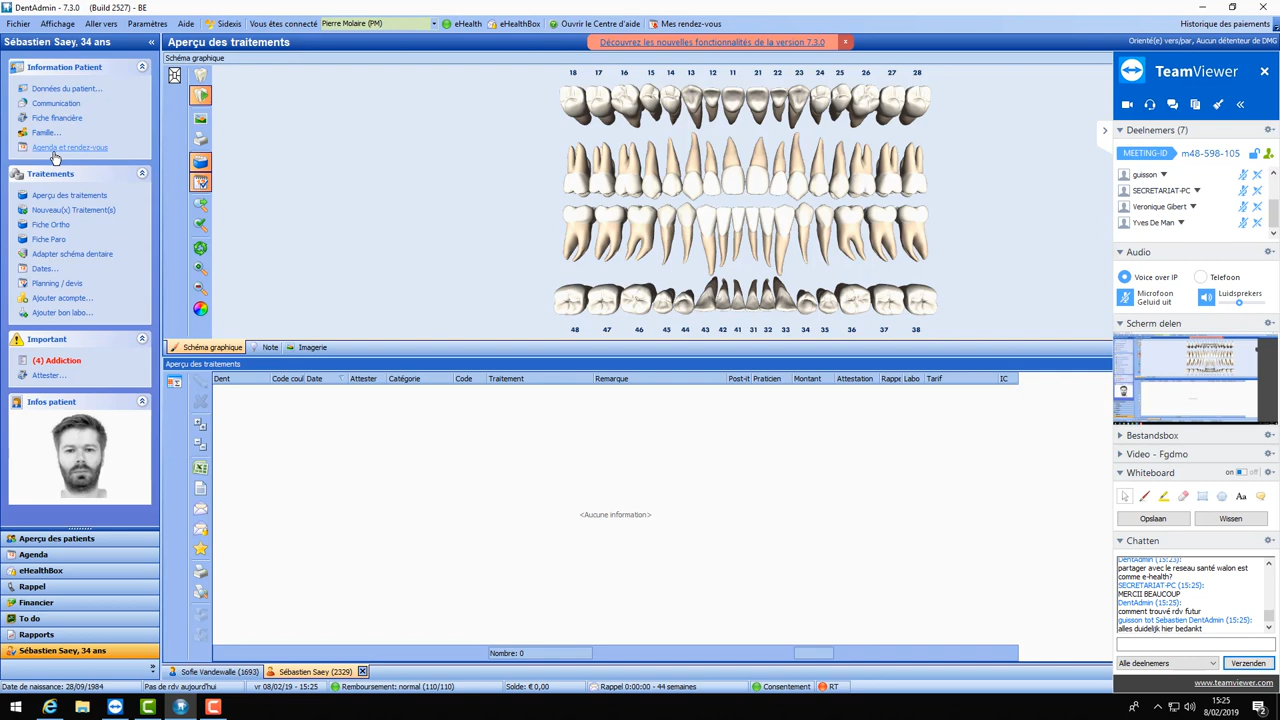 DentAdmin - 7.3.0 (Build 2527) - BE
Fichier Affichage Aller vers Paramètres Aide Sidexis Vous êtes connecté Pierre Molaire (PM) eHealth eHealthBox Ouvrir le Centre d'aide Mes rendez-vous Historique des paiements
Sébastien Saey, 34 ans «
Aperçu des traitements
Découvrez les nouvelles fonctionnalités de la version 7.3.0 x
Orienté(e) vers/par, Aucun détenteur de DMG
Information Patient
Données du patient...
Communication
Fiche financière
Famille...
Agenda et rendez-vous
Traitements
Aperçu des traitements
Nouveau(x) Traitement(s)
Fiche Ortho
Fiche Paro
Adapter schéma dentaire
Dates...
Planning / devis
Ajouter acompte...
Ajouter bon labo...
Important
(4) Addiction
Attester...
Infos patient
Aperçu des patients
Agenda
eHealthBox
Rappel
Financier
To do
Rapports
Sébastien Saey, 34 ans
Schéma graphique
18 17 16 15 14 13 12 11 21 22 23 24 25 26 27 28
48 47 46 45 44 43 42 41 31 32 33 34 35 36 37 38
Schéma graphique Note Imagerie
Aperçu des traitements
Dent Code coul Date Attester Catégorie Code Traitement Remarque Post-it Praticien Montant Attestation Rappe Labo Tarif IC
<Aucune information>
Nombre: 0
Sofie Vandewalle (1693) Sébastien Saey (2329)
Date de naissance: 28/09/1984 Pas de rdv aujourd'hui vr 08/02/19 - 15:25 Remboursement: normal (110/110) Solde: € 0,00 Rappel 0:00:00 - 44 semaines Consentement RT
TeamViewer
Deelnemers (7)
MEETING-ID m48-598-105
guisson
SECRETARIAT-PC
Veronique Gibert
Yves De Man
Audio
Voice over IP Telefoon
Microfoon
Geluid uit
Luidsprekers
Scherm delen
Bestandsbox
Video - Fgdmo
Whiteboard on off
Aa
Opslaan Wissen
Chatten
DentAdmin (15:23):
partager avec le reseau santé walon est
comme e-health?
SECRETARIAT-PC (15:25):
MERCII BEAUCOUP
DentAdmin (15:25):
comment trouvé rdv futur
guisson tot Sebastien DentAdmin (15:25):
alles duidelijk hier bedankt
Alle deelnemers Verzenden
www.teamviewer.com
15:25
8/02/2019
2